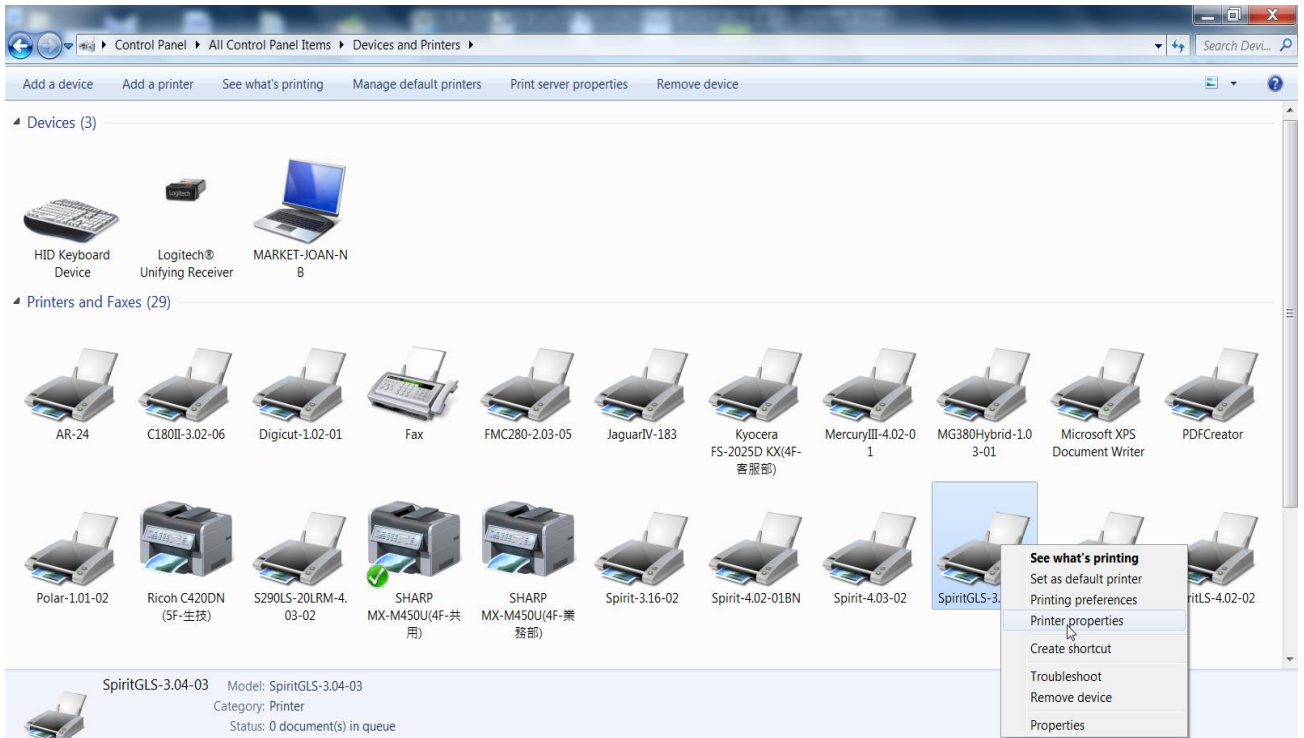 Control Panel ▸ All Control Panel Items ▸ Devices and Printers ▸
Search Devi...
Add a device Add a printer See what's printing Manage default printers Print server properties Remove device
Devices (3)
Logitech
HID Keyboard
Device
Logitech®
Unifying Receiver
MARKET-JOAN-N
B
Printers and Faxes (29)
AR-24
C180II-3.02-06
Digicut-1.02-01
Fax
FMC280-2.03-05
JaguarIV-183
Kyocera
FS-2025D KX(4F-
客服部)
MercuryIII-4.02-0
1
MG380Hybrid-1.0
3-01
Microsoft XPS
Document Writer
PDFCreator
Polar-1.01-02
Ricoh C420DN
(5F-生技)
S290LS-20LRM-4.
03-02
SHARP
MX-M450U(4F-共
用)
SHARP
MX-M450U(4F-業
務部)
Spirit-3.16-02
Spirit-4.02-01BN
Spirit-4.03-02
SpiritGLS-3.
ritLS-4.02-02
See what's printing
Set as default printer
Printing preferences
Printer properties
Create shortcut
Troubleshoot
Remove device
Properties
SpiritGLS-3.04-03 Model: SpiritGLS-3.04-03
Category: Printer
Status: 0 document(s) in queue